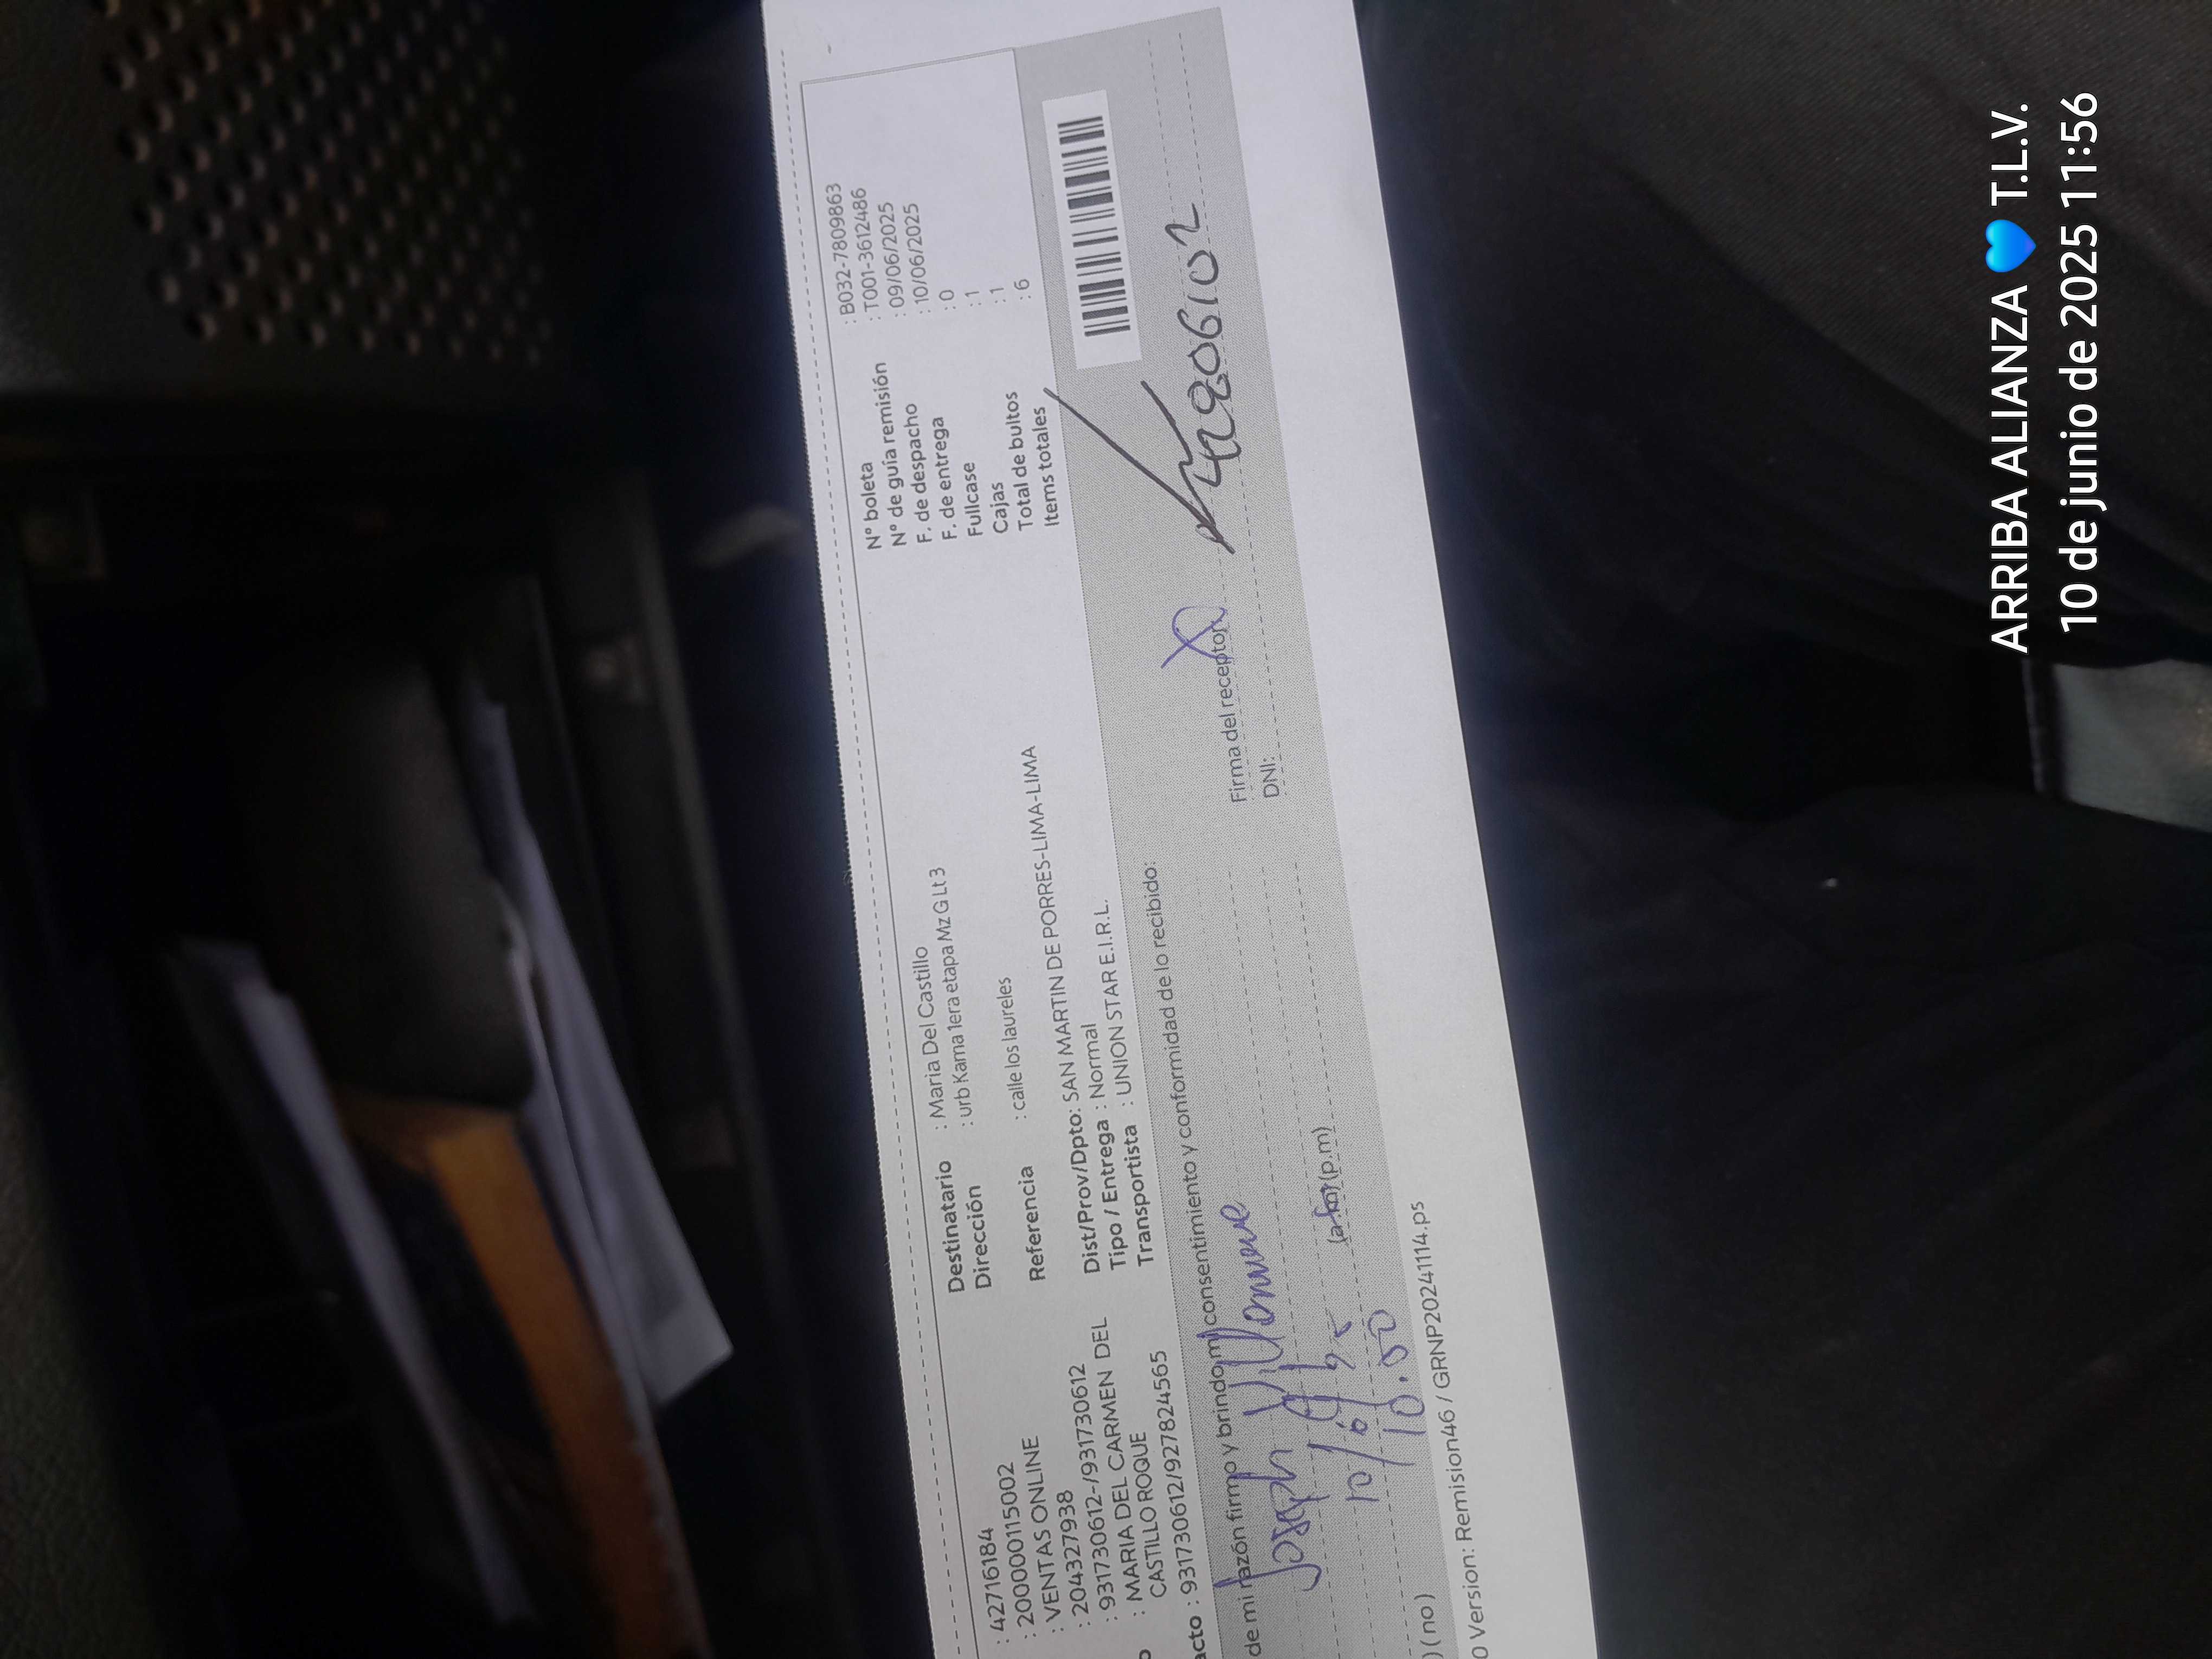 : 42716184
: 200000115002
: VENTAS ONLINE
: 204327938
: 931730612-/931730612
: MARIA DEL CARMEN DEL
CASTILLO ROQUE
acto : 931730612/927824565
Destinatario : Maria Del Castillo
Dirección : urb Kama 1era etapa Mz G Lt 3
Referencia : calle los laureles
Dist/Prov/Dpto: SAN MARTIN DE PORRES-LIMA-LIMA
Tipo / Entrega : Normal
Transportista : UNION STAR E.I.R.L.
N° boleta : B032-7809863
N° de guía remisión : T001-3612486
F. de despacho : 09/06/2025
F. de entrega : 10/06/2025
Fullcase : 0
Cajas : 1
Total de bultos : 1
Items totales : 6
de mi razón firmo y brindo mi consentimiento y conformidad de lo recibido:
Joseph
(a.m) (p.m)
10.50
) (no)
Firma del receptor
DNI:
0 Version: Remision46 / GRNP20241114.ps
ARRIBA ALIANZA 💙 T.L.V.
10 de junio de 2025 11:56